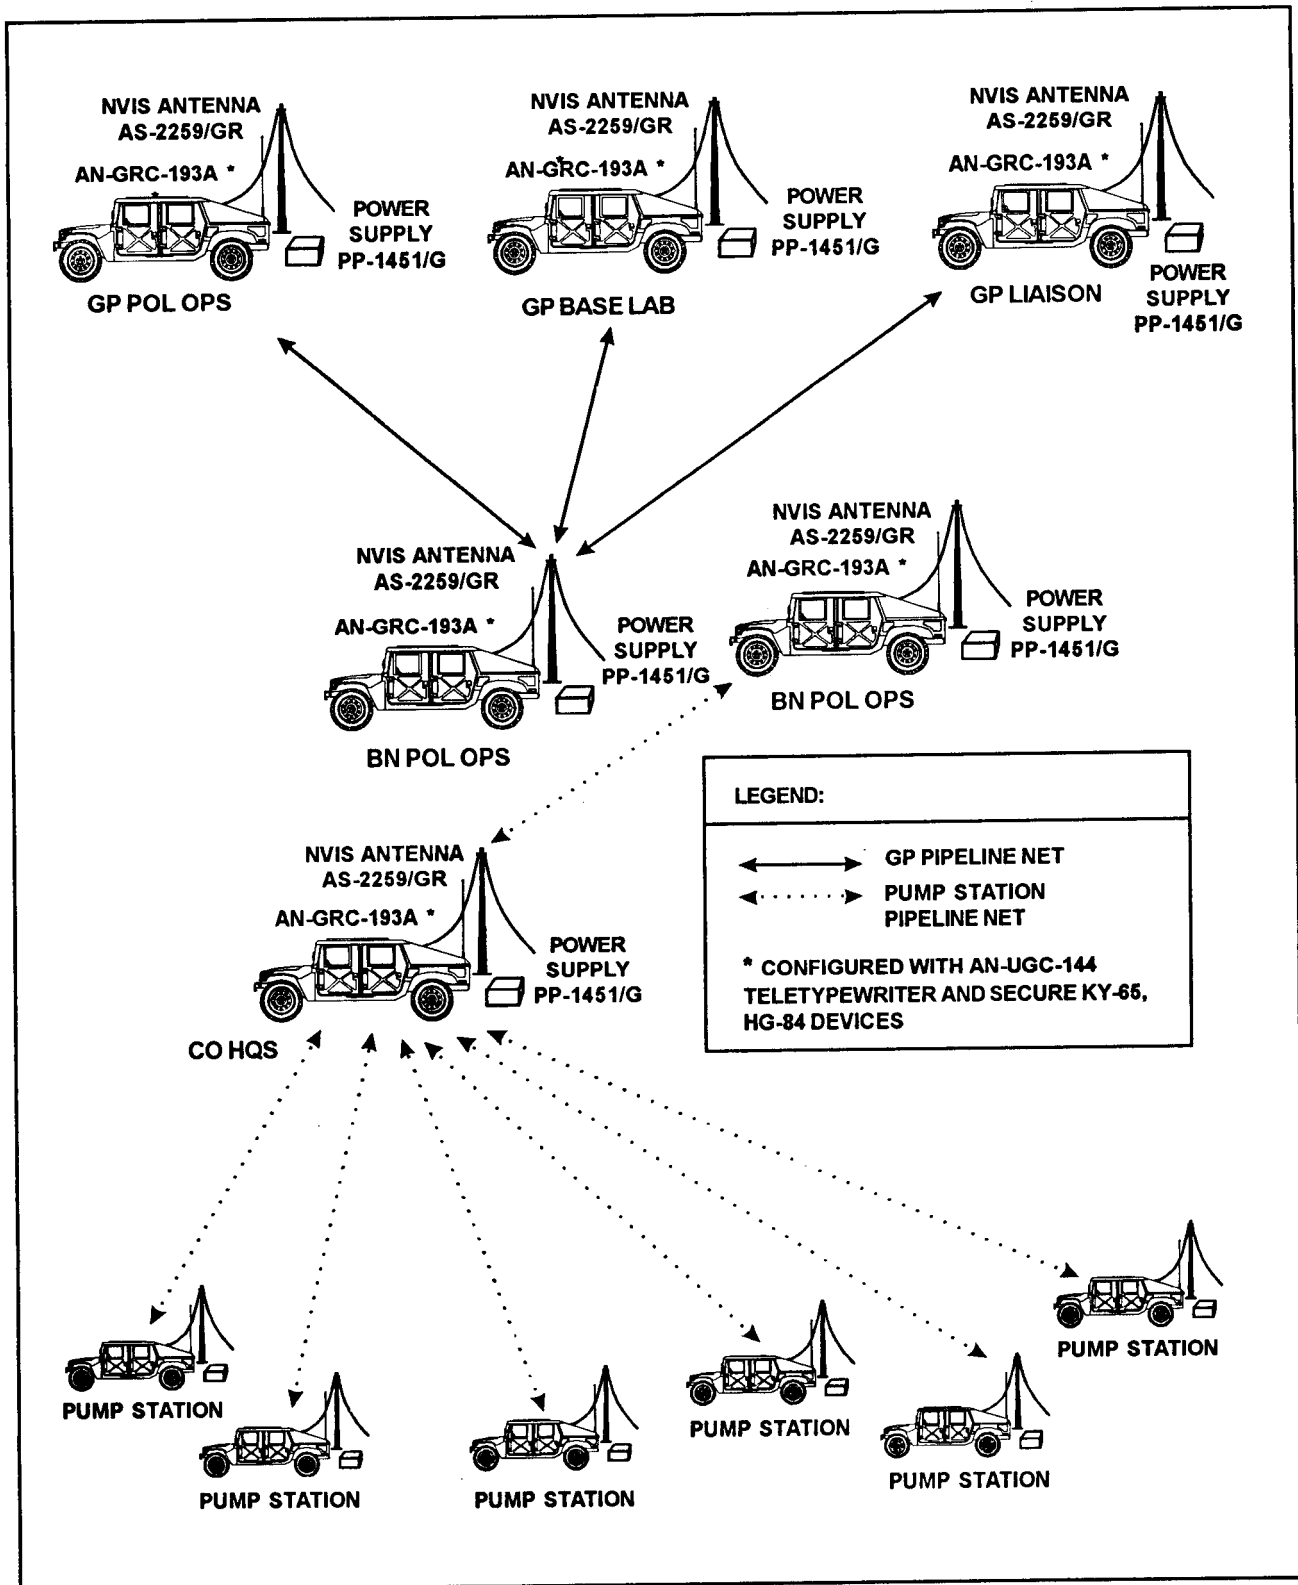 NVIS ANTENNA
AS-2259/GR
AN-GRC-193A *
POWER
SUPPLY
PP-1451/G
GP POL OPS
NVIS ANTENNA
AS-2259/GR
AN-GRC-193A *
POWER
SUPPLY
PP-1451/G
GP BASE LAB
NVIS ANTENNA
AS-2259/GR
AN-GRC-193A *
POWER
SUPPLY
PP-1451/G
GP LIAISON
NVIS ANTENNA
AS-2259/GR
AN-GRC-193A *
POWER
SUPPLY
PP-1451/G
BN POL OPS
NVIS ANTENNA
AS-2259/GR
AN-GRC-193A *
POWER
SUPPLY
PP-1451/G
BN POL OPS
LEGEND:
GP PIPELINE NET
PUMP STATION
PIPELINE NET
* CONFIGURED WITH AN-UGC-144
TELETYPEWRITER AND SECURE KY-65,
HG-84 DEVICES
NVIS ANTENNA
AS-2259/GR
AN-GRC-193A *
POWER
SUPPLY
PP-1451/G
CO HQS
PUMP STATION
PUMP STATION
PUMP STATION
PUMP STATION
PUMP STATION
PUMP STATION